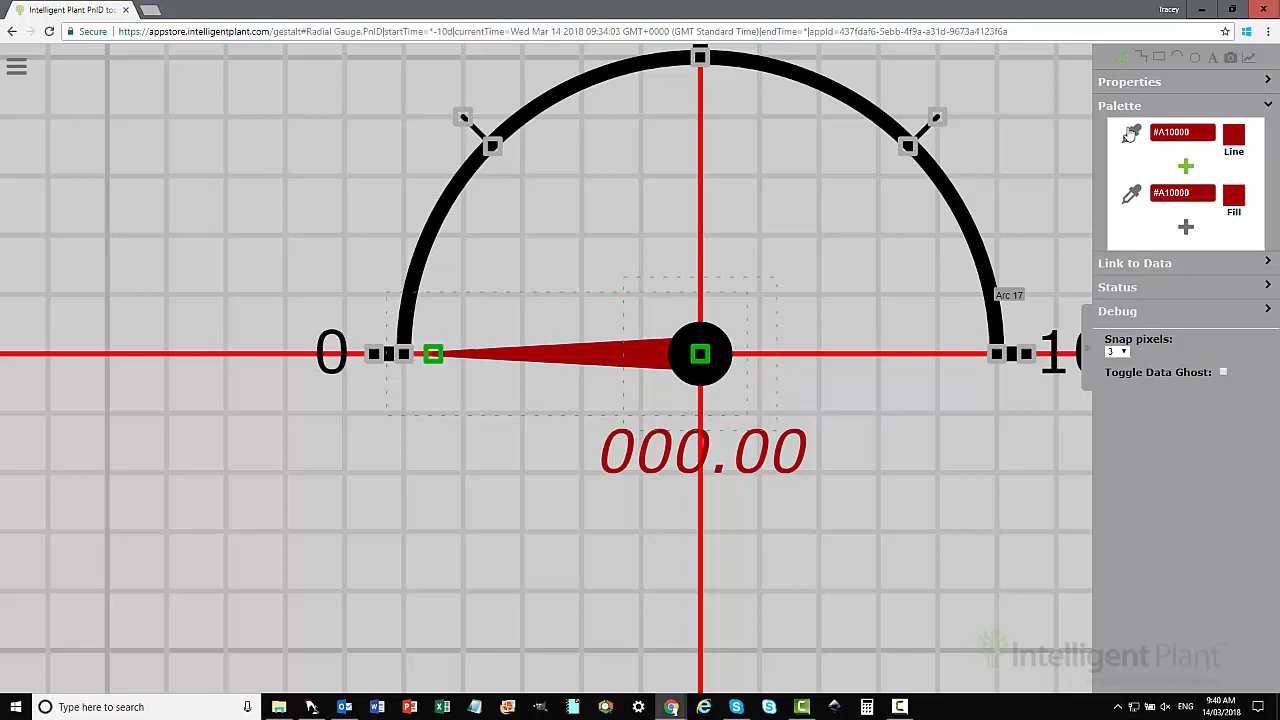 Intelligent Plant PnID to
Tracey
Secure
https://appstore.intelligentplant.com/gestalt#Radial Gauge.PnID|startTime=*-10d|currentTime=Wed Mar 14 2018 09:34:03 GMT+0000 (GMT Standard Time)|endTime=*|appId=437fdaf6-5ebb-4f9a-a31d-9673a4123f6a
Properties
Palette
#A10000
Line
#A10000
Fill
Link to Data
Status
Debug
Snap pixels:
3
Toggle Data Ghost:
Arc 17
0
000.00
Intelligent Plant
Type here to search
ENG
9:40 AM
14/03/2018